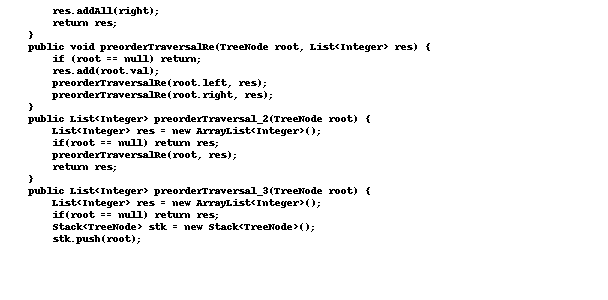 res.addAll(right);
return res;
}
public void preorderTraversalRe(TreeNode root, List<Integer> res) {
if (root == null) return;
res.add(root.val);
preorderTraversalRe(root.left, res);
preorderTraversalRe(root.right, res);
}
public List<Integer> preorderTraversal_2(TreeNode root) {
List<Integer> res = new ArrayList<Integer>();
if(root == null) return res;
preorderTraversalRe(root, res);
return res;
}
public List<Integer> preorderTraversal_3(TreeNode root) {
List<Integer> res = new ArrayList<Integer>();
if(root == null) return res;
Stack<TreeNode> stk = new Stack<TreeNode>();
stk.push(root);